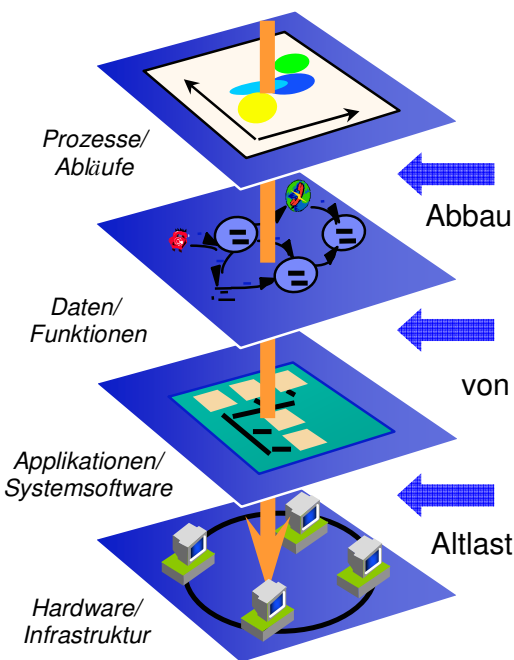 Prozesse/
Abläufe
Abbau
Daten/
Funktionen
von
Applikationen/
Systemsoftware
Altlast
Hardware/
Infrastruktur